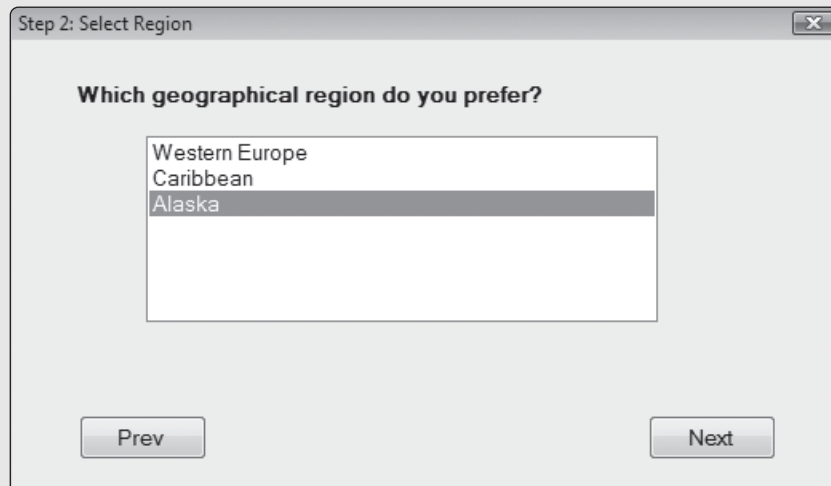 Step 2: Select Region
Which geographical region do you prefer?
Western Europe
Caribbean
Alaska
Prev
Next